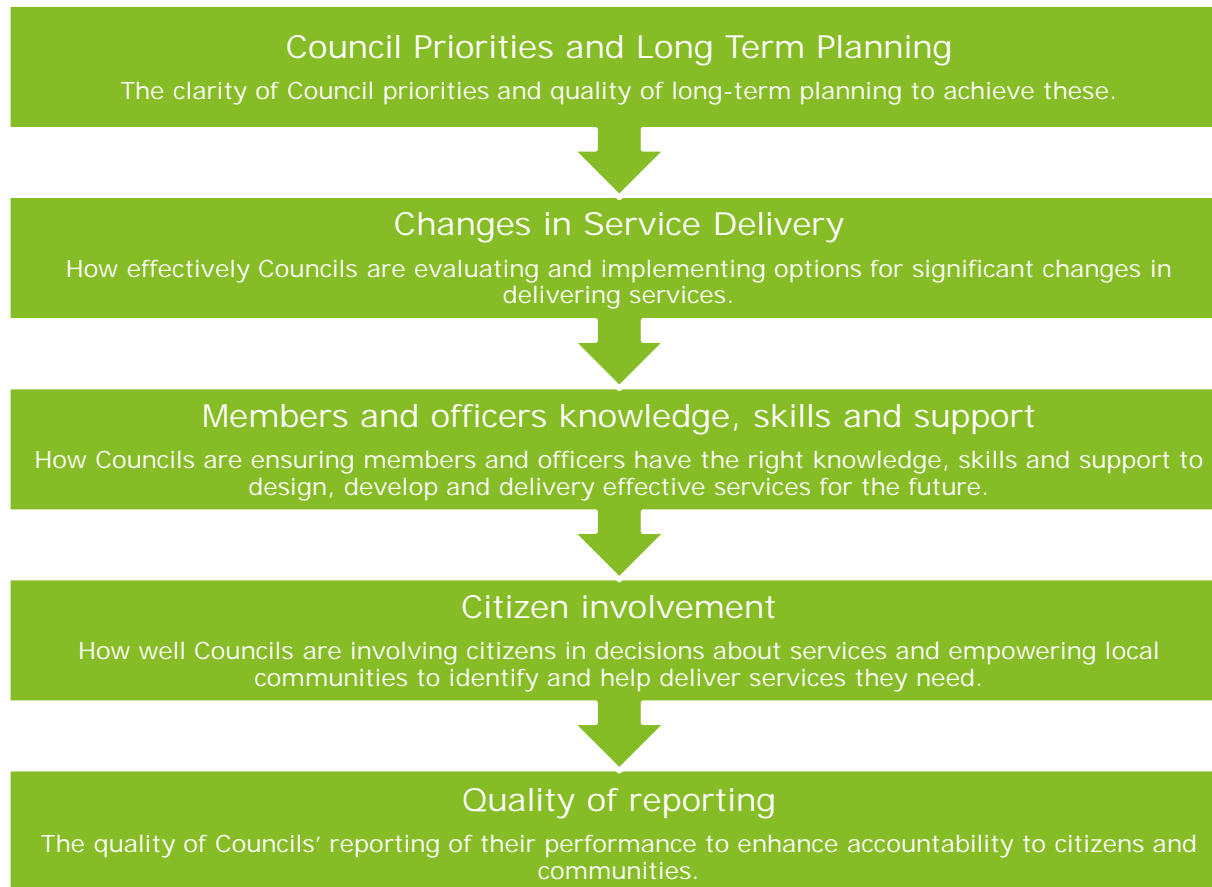 Council Priorities and Long Term Planning
The clarity of Council priorities and quality of long-term planning to achieve these.
Changes in Service Delivery
How effectively Councils are evaluating and implementing options for significant changes in
delivering services.
Members and officers knowledge, skills and support
How Councils are ensuring members and officers have the right knowledge, skills and support to
design, develop and delivery effective services for the future.
Citizen involvement
How well Councils are involving citizens in decisions about services and empowering local
communities to identify and help deliver services they need.
Quality of reporting
The quality of Councils’ reporting of their performance to enhance accountability to citizens and
communities.